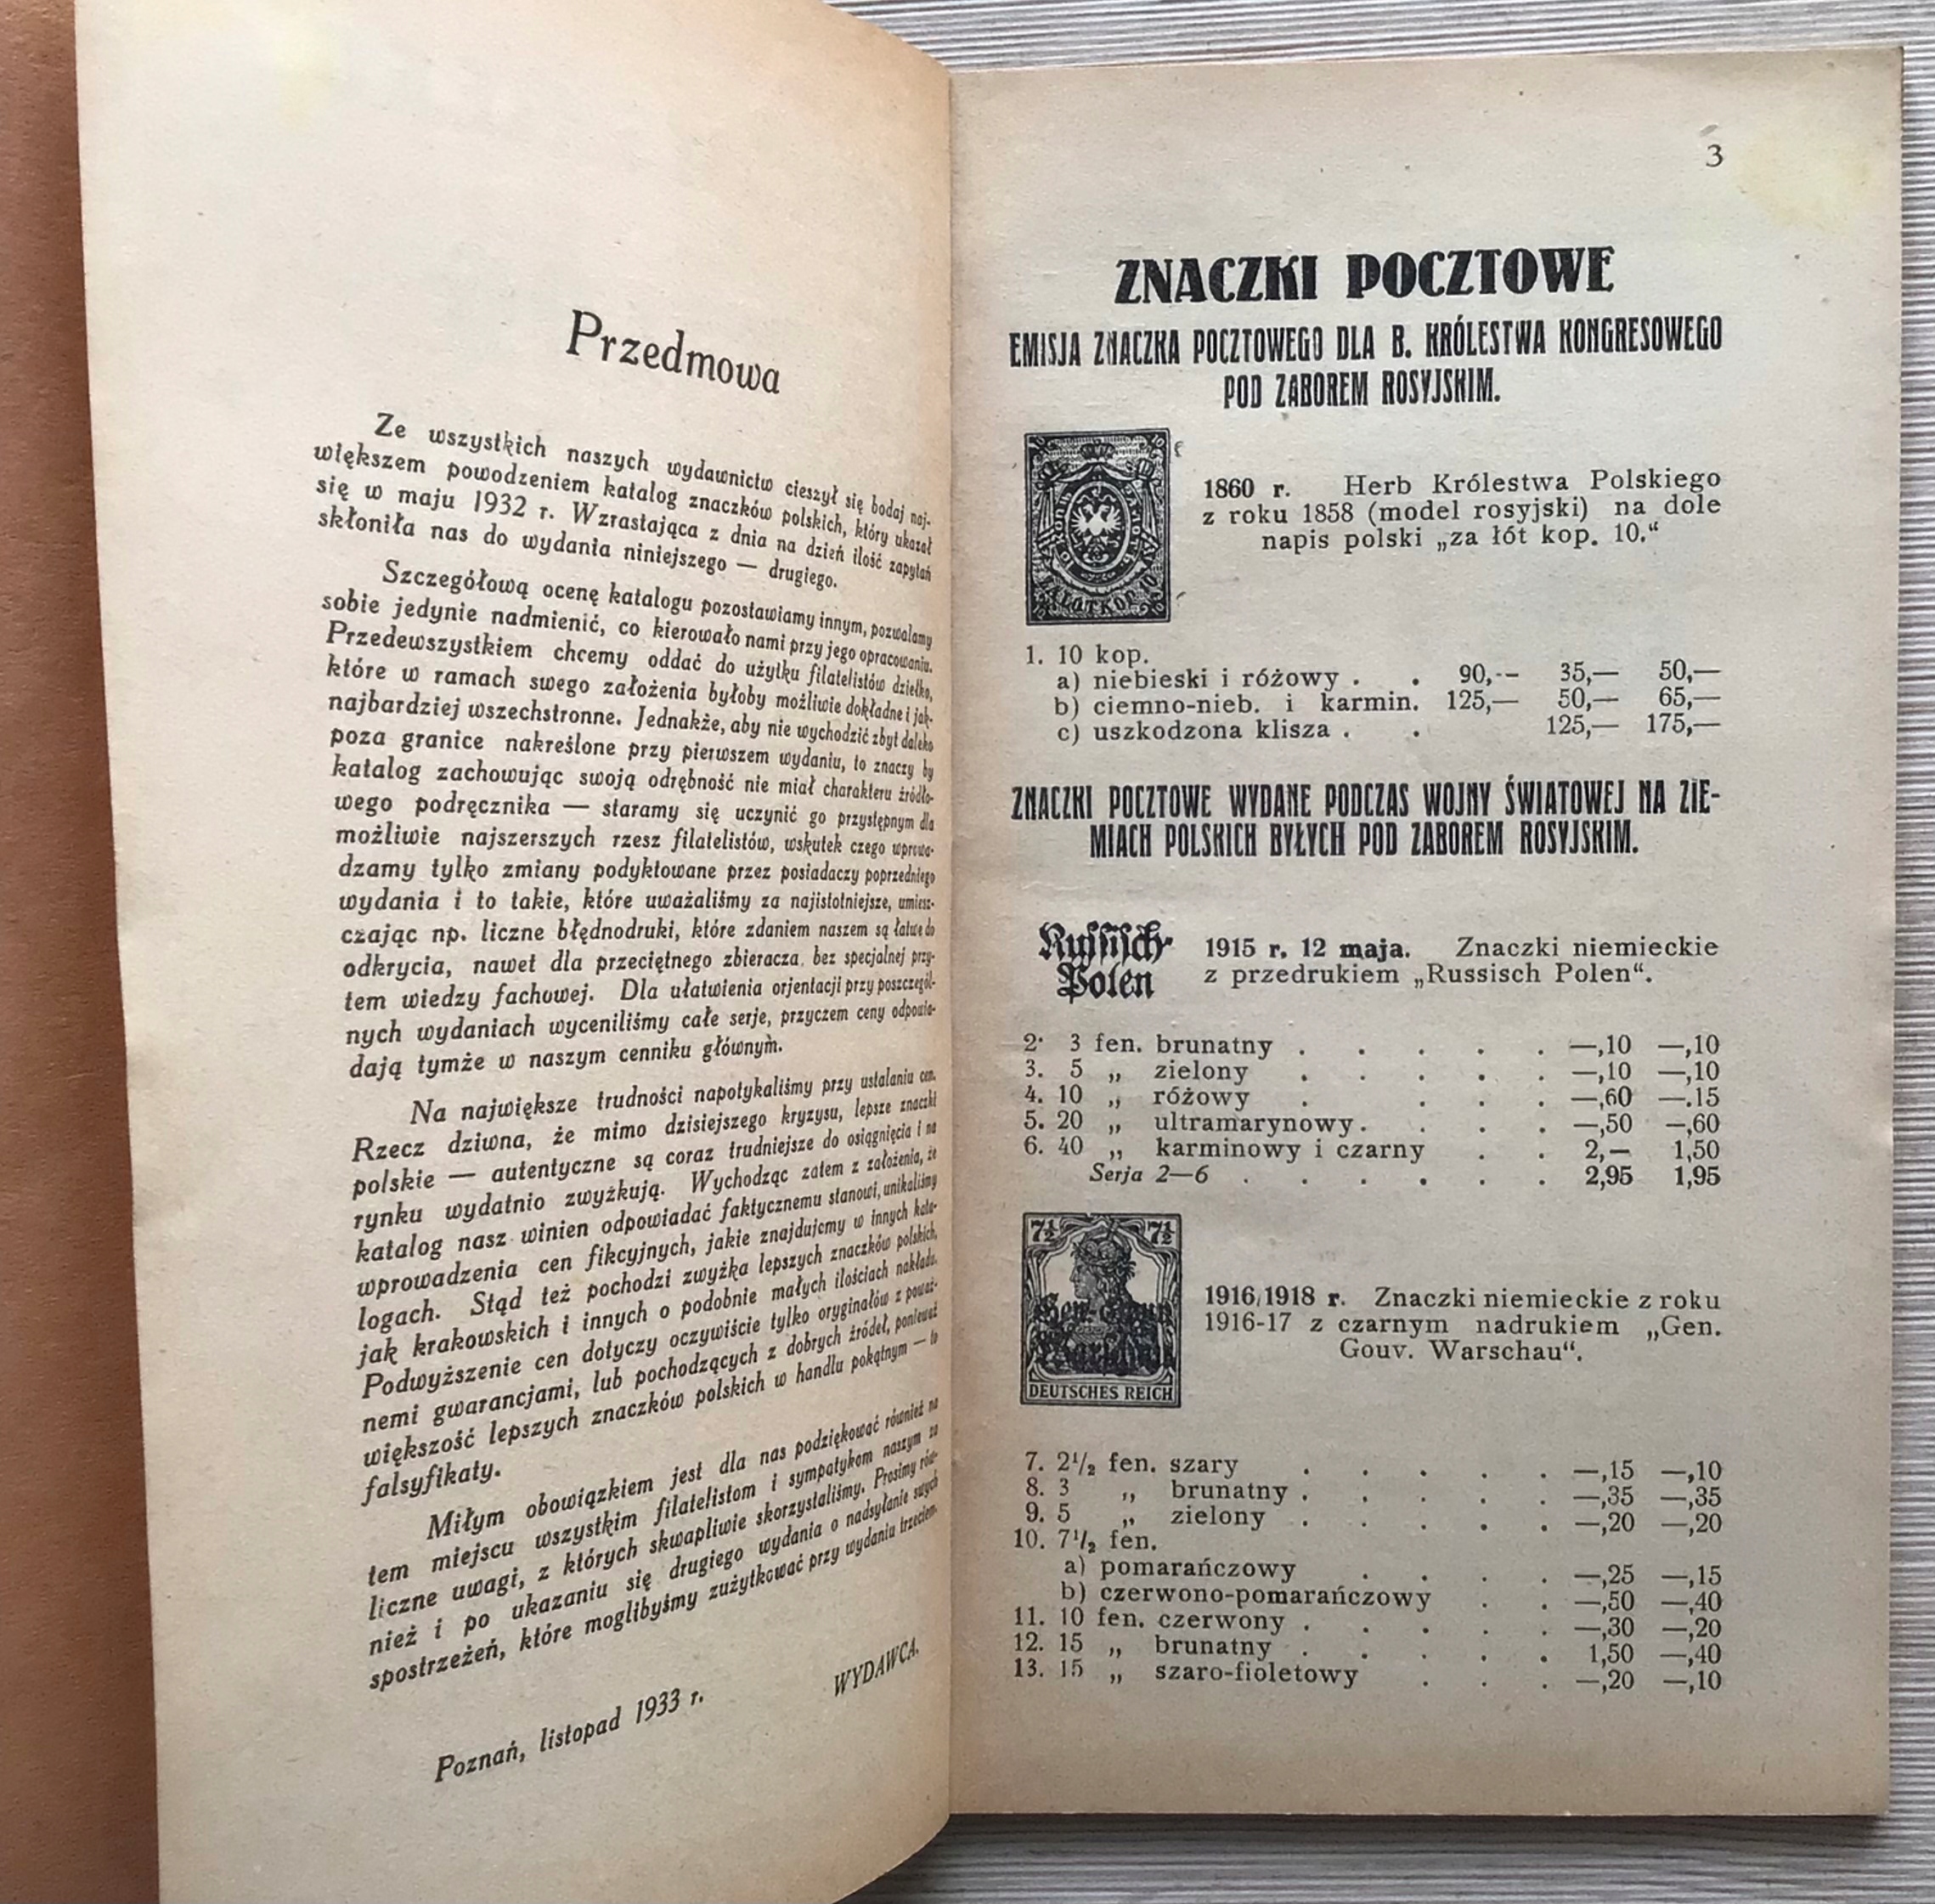 Przedmowa
Ze wszystkich naszych wydawnictw cieszył się bodaj naj-
większem powodzeniem katalog znaczków polskich, który ukazał
się w maju 1932 r. Wzrastająca z dnia na dzień ilość zapytań
skłoniła nas do wydania niniejszego — drugiego.
Szczegółową ocenę katalogu pozostawiamy innym, pozwalamy
sobie jedynie nadmienić, co kierowało nami przy jego opracowaniu.
Przedewszystkiem chcemy oddać do użytku filatelistów dziełko,
które w ramach swego założenia byłoby możliwie dokładne i jak-
najbardziej wszechstronne. Jednakże, aby nie wychodzić zbyt daleko
poza granice nakreślone przy pierwszem wydaniu, to znaczy by
katalog zachowując swoją odrębność nie miał charakteru źródło-
wego podręcznika — staramy się uczynić go przystępnym dla
możliwie najszerszych rzesz filatelistów, wskutek czego wprowa-
dzamy tylko zmiany podyktowane przez posiadaczy poprzedniego
wydania i to takie, które uważaliśmy za najistotniejsze, umiesz-
czając np. liczne błędnodruki, które zdaniem naszem są łatwe do
odkrycia, nawet dla przeciętnego zbieracza, bez specjalnej przy-
tem wiedzy fachowej. Dla ułatwienia orjentacji przy poszczegól-
nych wydaniach wyceniliśmy całe serje, przyczem ceny odpowia-
dają tymże w naszym cenniku głównym.
Na największe trudności napotykaliśmy przy ustalaniu cen.
Rzecz dziwna, że mimo dzisiejszego kryzysu, lepsze znaczki
polskie — autentyczne są coraz trudniejsze do osiągnięcia i na
rynku wydatnio zwyżkują. Wychodząc zatem z założenia, że
katalog nasz winien odpowiadać faktycznemu stanowi, unikaliśmy
wprowadzenia cen fikcyjnych, jakie znajdujemy w innych kata-
logach. Stąd też pochodzi zwyżka lepszych znaczków polskich,
jak krakowskich i innych o podobnie małych ilościach nakładu.
Podwyższenie cen dotyczy oczywiście tylko oryginałów z poważ-
nemi gwarancjami, lub pochodzących z dobrych źródeł, ponieważ
większość lepszych znaczków polskich w handlu pokątnym — to
falsyfikaty.
Miłym obowiązkiem jest dla nas podziękować również na
tem miejscu wszystkim filatelistom i sympatykom naszym za
liczne uwagi, z których skwapliwie skorzystaliśmy. Prosimy rów-
nież i po ukazaniu się drugiego wydania o nadsyłanie swych
spostrzeżeń, które moglibyśmy zużytkować przy wydaniu trzeciem.
WYDAWCA.
Poznań, listopad 1933 r.
3
ZNACZKI POCZTOWE
EMISJA ZNACZKA POCZTOWEGO DLA B. KRÓLESTWA KONGRESOWEGO
POD ZABOREM ROSYJSKIM.
10 10
ZALOTKOP 10
1860 r. Herb Królestwa Polskiego
z roku 1858 (model rosyjski) na dole
napis polski „za łót kop. 10.“
1. 10 kop.
a) niebieski i różowy . . 90,-- 35,— 50,—
b) ciemno-nieb. i karmin. 125,— 50,— 65,—
c) uszkodzona klisza . . 125,— 175,—
ZNACZKI POCZTOWE WYDANE PODCZAS WOJNY ŚWIATOWEJ NA ZIE-
MIACH POLSKICH BYŁYCH POD ZABOREM ROSYJSKIM.
Russisch-
Polen
1915 r. 12 maja. Znaczki niemieckie
z przedrukiem „Russisch Polen“.
2. 3 fen. brunatny . . . . . —,10 —,10
3. 5 „ zielony . . . . . —,10 —,10
4. 10 „ różowy . . . . —,60 —.15
5. 20 „ ultramarynowy . . . . —,50 —,60
6. 40 „ karminowy i czarny . . 2,— 1,50
Serja 2—6 . . . . . . 2,95 1,95
7½ 7½
Gen.-Gouv.
Warschau
DEUTSCHES REICH
1916/1918 r. Znaczki niemieckie z roku
1916-17 z czarnym nadrukiem „Gen.
Gouv. Warschau“.
7. 2½ fen. szary . . . . . —,15 —,10
8. 3 „ brunatny . . . . . —,35 —,35
9. 5 „ zielony . . . . . —,20 —,20
10. 7½ fen.
a) pomarańczowy . . . . —,25 —,15
b) czerwono-pomarańczowy . . —,50 —,40
11. 10 fen. czerwony . . . . . —,30 —,20
12. 15 „ brunatny . . . . . 1,50 —,40
13. 15 „ szaro-fioletowy . . . —,20 —,10